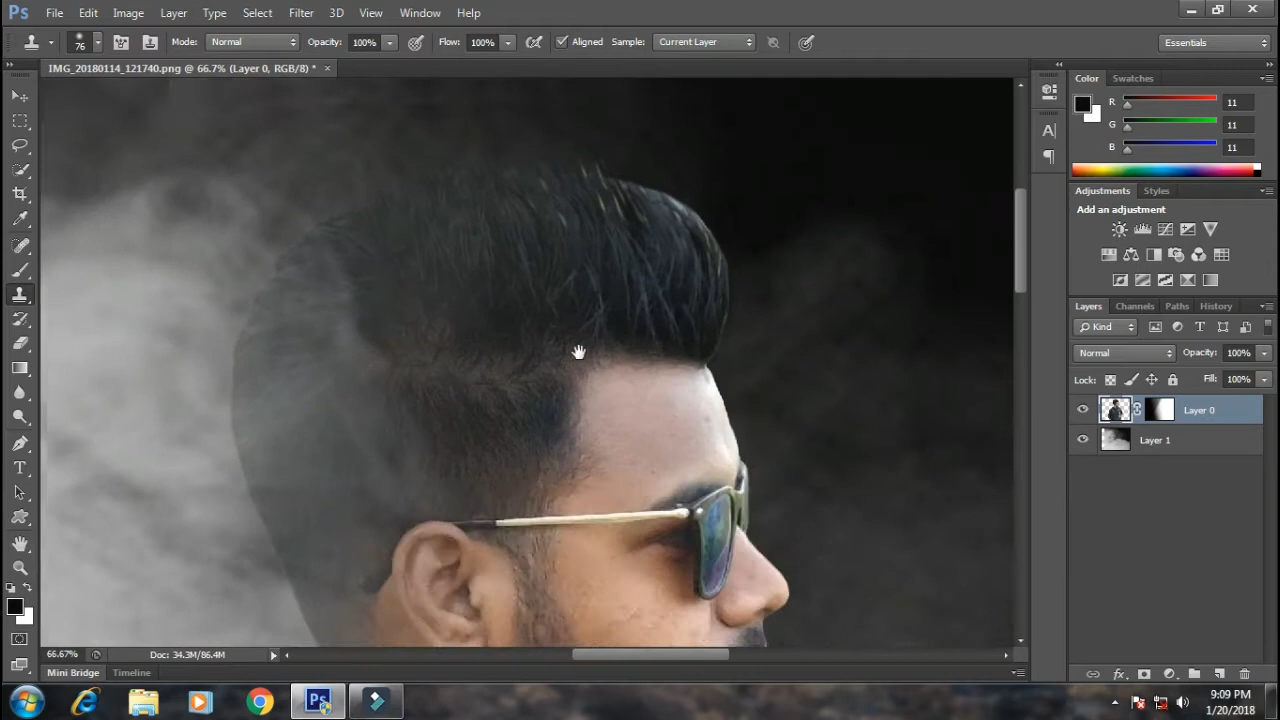 Ps File Edit Image Layer Type Select Filter 3D View Window Help
76 Mode: Normal Opacity: 100% Flow: 100% Aligned Sample: Current Layer Essentials
IMG_20180114_121740.png @ 66.7% (Layer 0, RGB/8) * ×
Color Swatches
R 11
G 11
B 11
Adjustments Styles
Add an adjustment
Layers Channels Paths History
Kind
Normal Opacity: 100%
Lock: Fill: 100%
Layer 0
Layer 1
66.67% Doc: 34.3M/86.4M
Mini Bridge Timeline
Ps
9:09 PM
1/20/2018